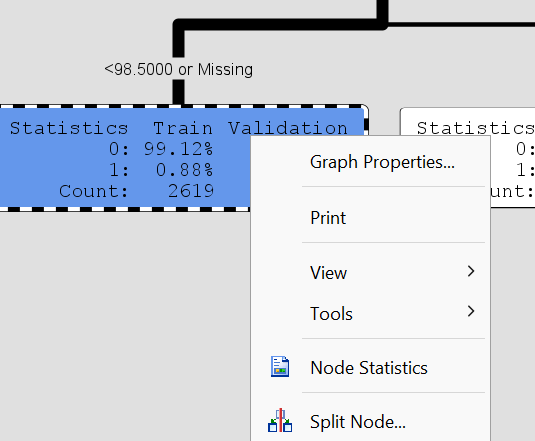 <98.5000 or Missing
Statistics Train Validation
0: 99.12%
1: 0.88%
Count: 2619
Statistics
0:
1:
unt:
Graph Properties...
Print
View
Tools
Node Statistics
Split Node...